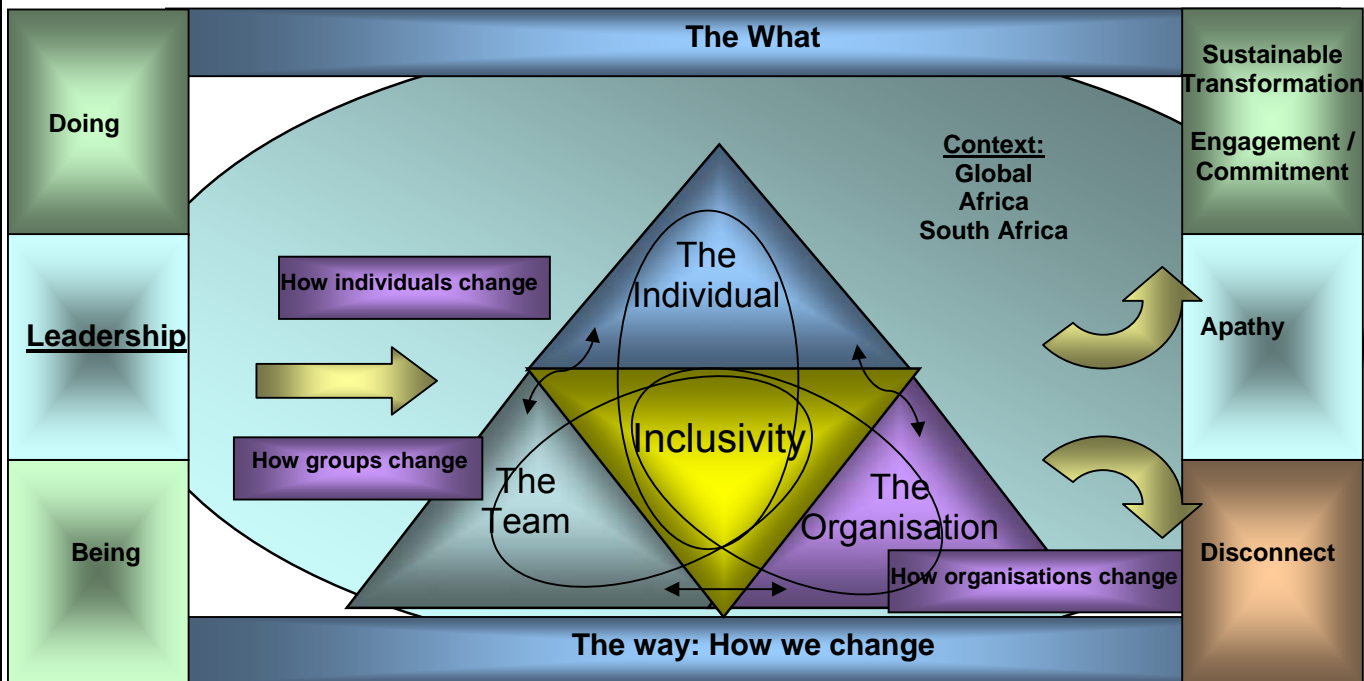 The What
Doing
Leadership
Being
Context:
Global
Africa
South Africa
How individuals change
How groups change
The
Individual
Inclusivity
The
Team
The
Organisation
How organisations change
Sustainable
Transformation
Engagement /
Commitment
Apathy
Disconnect
The way: How we change